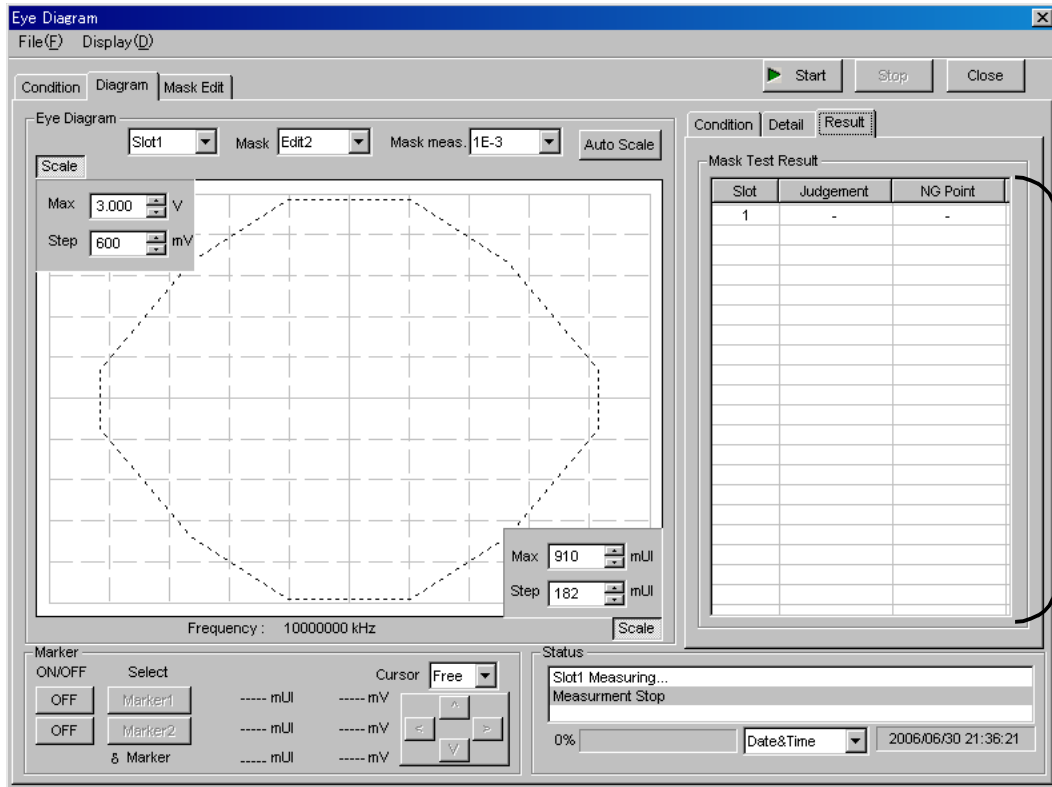 Eye Diagram
File(F) Display(D)
Start Stop Close
Condition Diagram Mask Edit
Eye Diagram
Slot1 Mask Edit2 Mask meas. 1E-3 Auto Scale
Scale
Max 3.000 V
Step 600 mV
Max 910 mUI
Step 182 mUI
Frequency : 10000000 kHz Scale
Condition Detail Result
Mask Test Result
Slot Judgement NG Point
1 - -
Marker
ON/OFF Select Cursor Free
OFF Marker1 ----- mUI ----- mV
OFF Marker2 ----- mUI ----- mV
δ Marker ----- mUI ----- mV
^
< >
V
Status
Slot1 Measuring...
Measurment Stop
0% Date&Time 2006/06/30 21:36:21